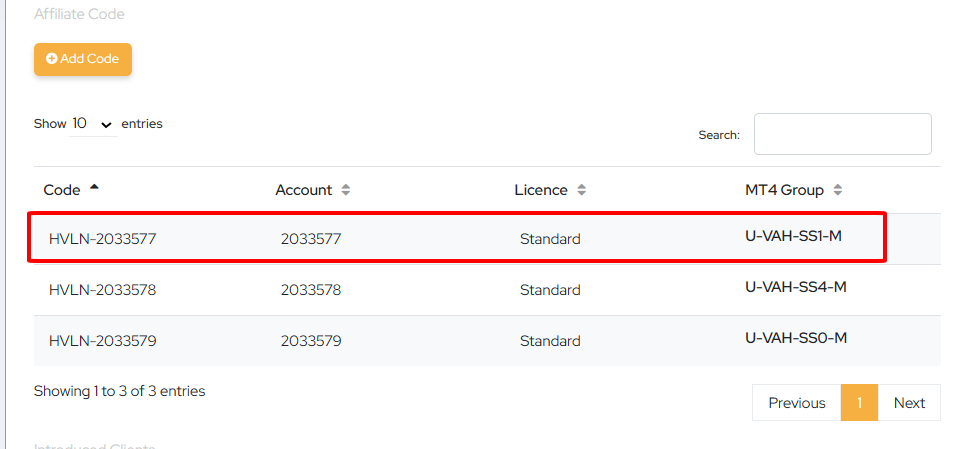 Affiliate Code
Add Code
Show 10 entries
Search:
Code Account Licence MT4 Group
HVLN-2033577 2033577 Standard U-VAH-SS1-M
HVLN-2033578 2033578 Standard U-VAH-SS4-M
HVLN-2033579 2033579 Standard U-VAH-SS0-M
Showing 1 to 3 of 3 entries
Previous 1 Next
Introduced Clients